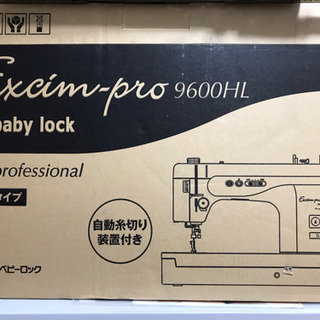 Excim-pro 9600HL
baby lock
professional
タイプ
自動糸切り
装置付き
ベビーロック